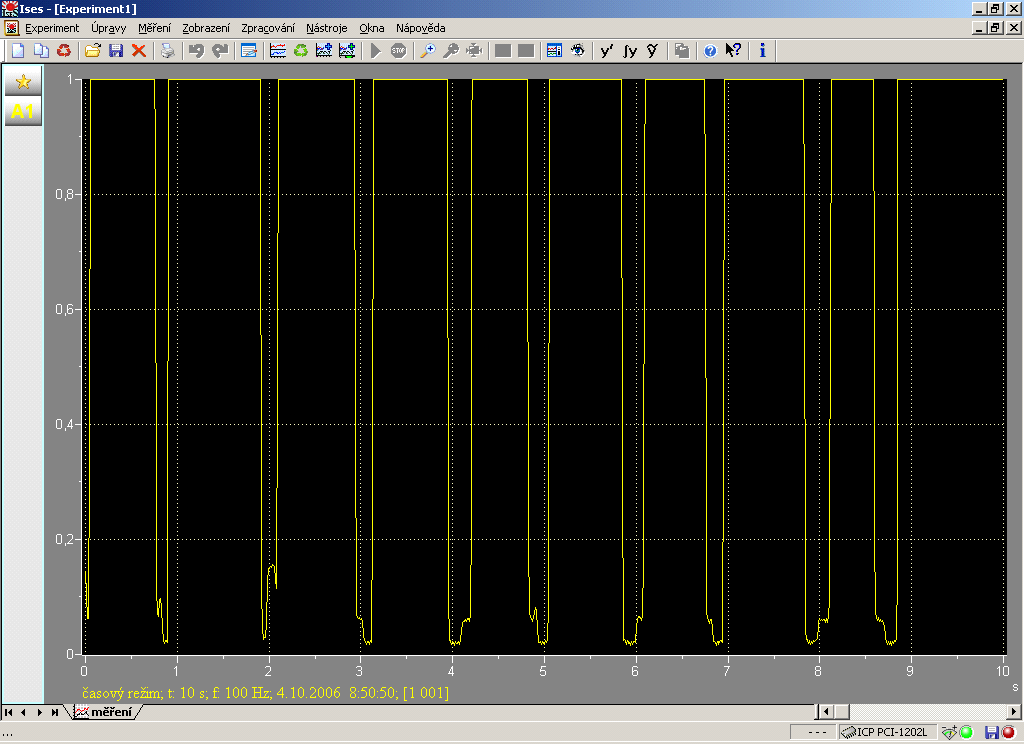 Ises - [Experiment1]
Experiment Úpravy Měření Zobrazení Zpracování Nástroje Okna Nápověda
STOP y' ∫y ŷ ? ? i
A1
1
0,8
0,6
0,4
0,2
0
0 1 2 3 4 5 6 7 8 9 10
s
časový režim; t: 10 s; f: 100 Hz; 4.10.2006 8:50:50; [1 001]
měření
... - - - ICP PCI-1202L